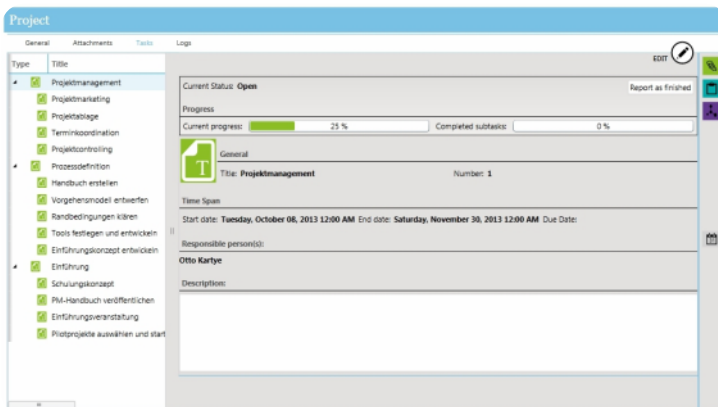 Project
General Attachments Tasks Logs
Type Title
EDIT
Projektmanagement
Projektmarketing
Projektablage
Terminkoordination
Projektcontrolling
Prozessdefinition
Handbuch erstellen
Vorgehensmodell entwerfen
Randbedingungen klären
Tools festlegen und entwickeln
Einführungskonzept entwickeln
Einführung
Schulungskonzept
PM-Handbuch veröffentlichen
Einführungsveranstaltung
Pilotprojekte auswählen und start
Current Status: Open
Report as finished
Progress
Current progress: 25 % Completed subtasks: 0 %
T
General
Title: Projektmanagement Number: 1
Time Span
Start date: Tuesday, October 08, 2013 12:00 AM End date: Saturday, November 30, 2013 12:00 AM Due Date:
Responsible person(s):
Otto Kartye
Description: